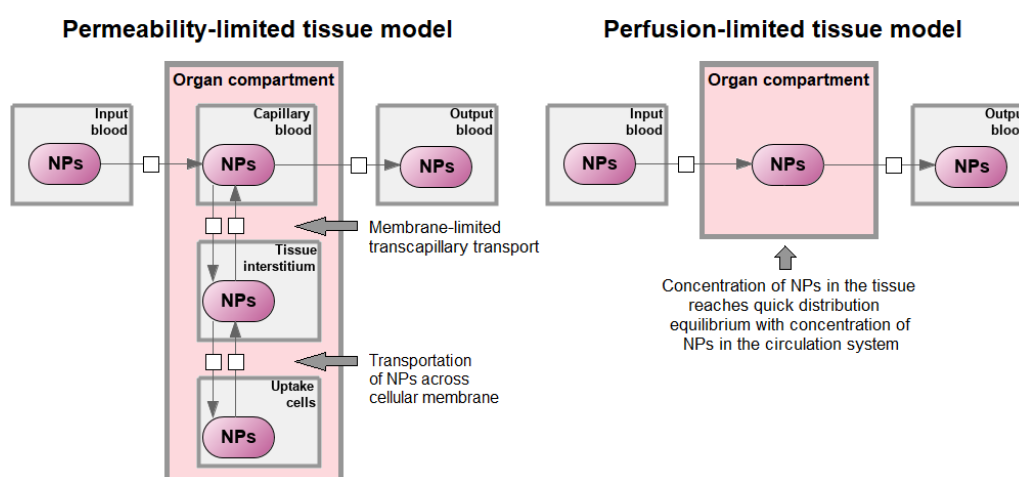 Permeability-limited tissue model
Organ compartment
Input
blood
NPs
Capillary
blood
NPs
Output
blood
NPs
Membrane-limited
transcapillary transport
Tissue
interstitium
NPs
Transportation
of NPs across
cellular membrane
Uptake
cells
NPs
Perfusion-limited tissue model
Organ compartment
Input
blood
NPs
NPs
Output
blood
NPs
Concentration of NPs in the tissue
reaches quick distribution
equilibrium with concentration of
NPs in the circulation system